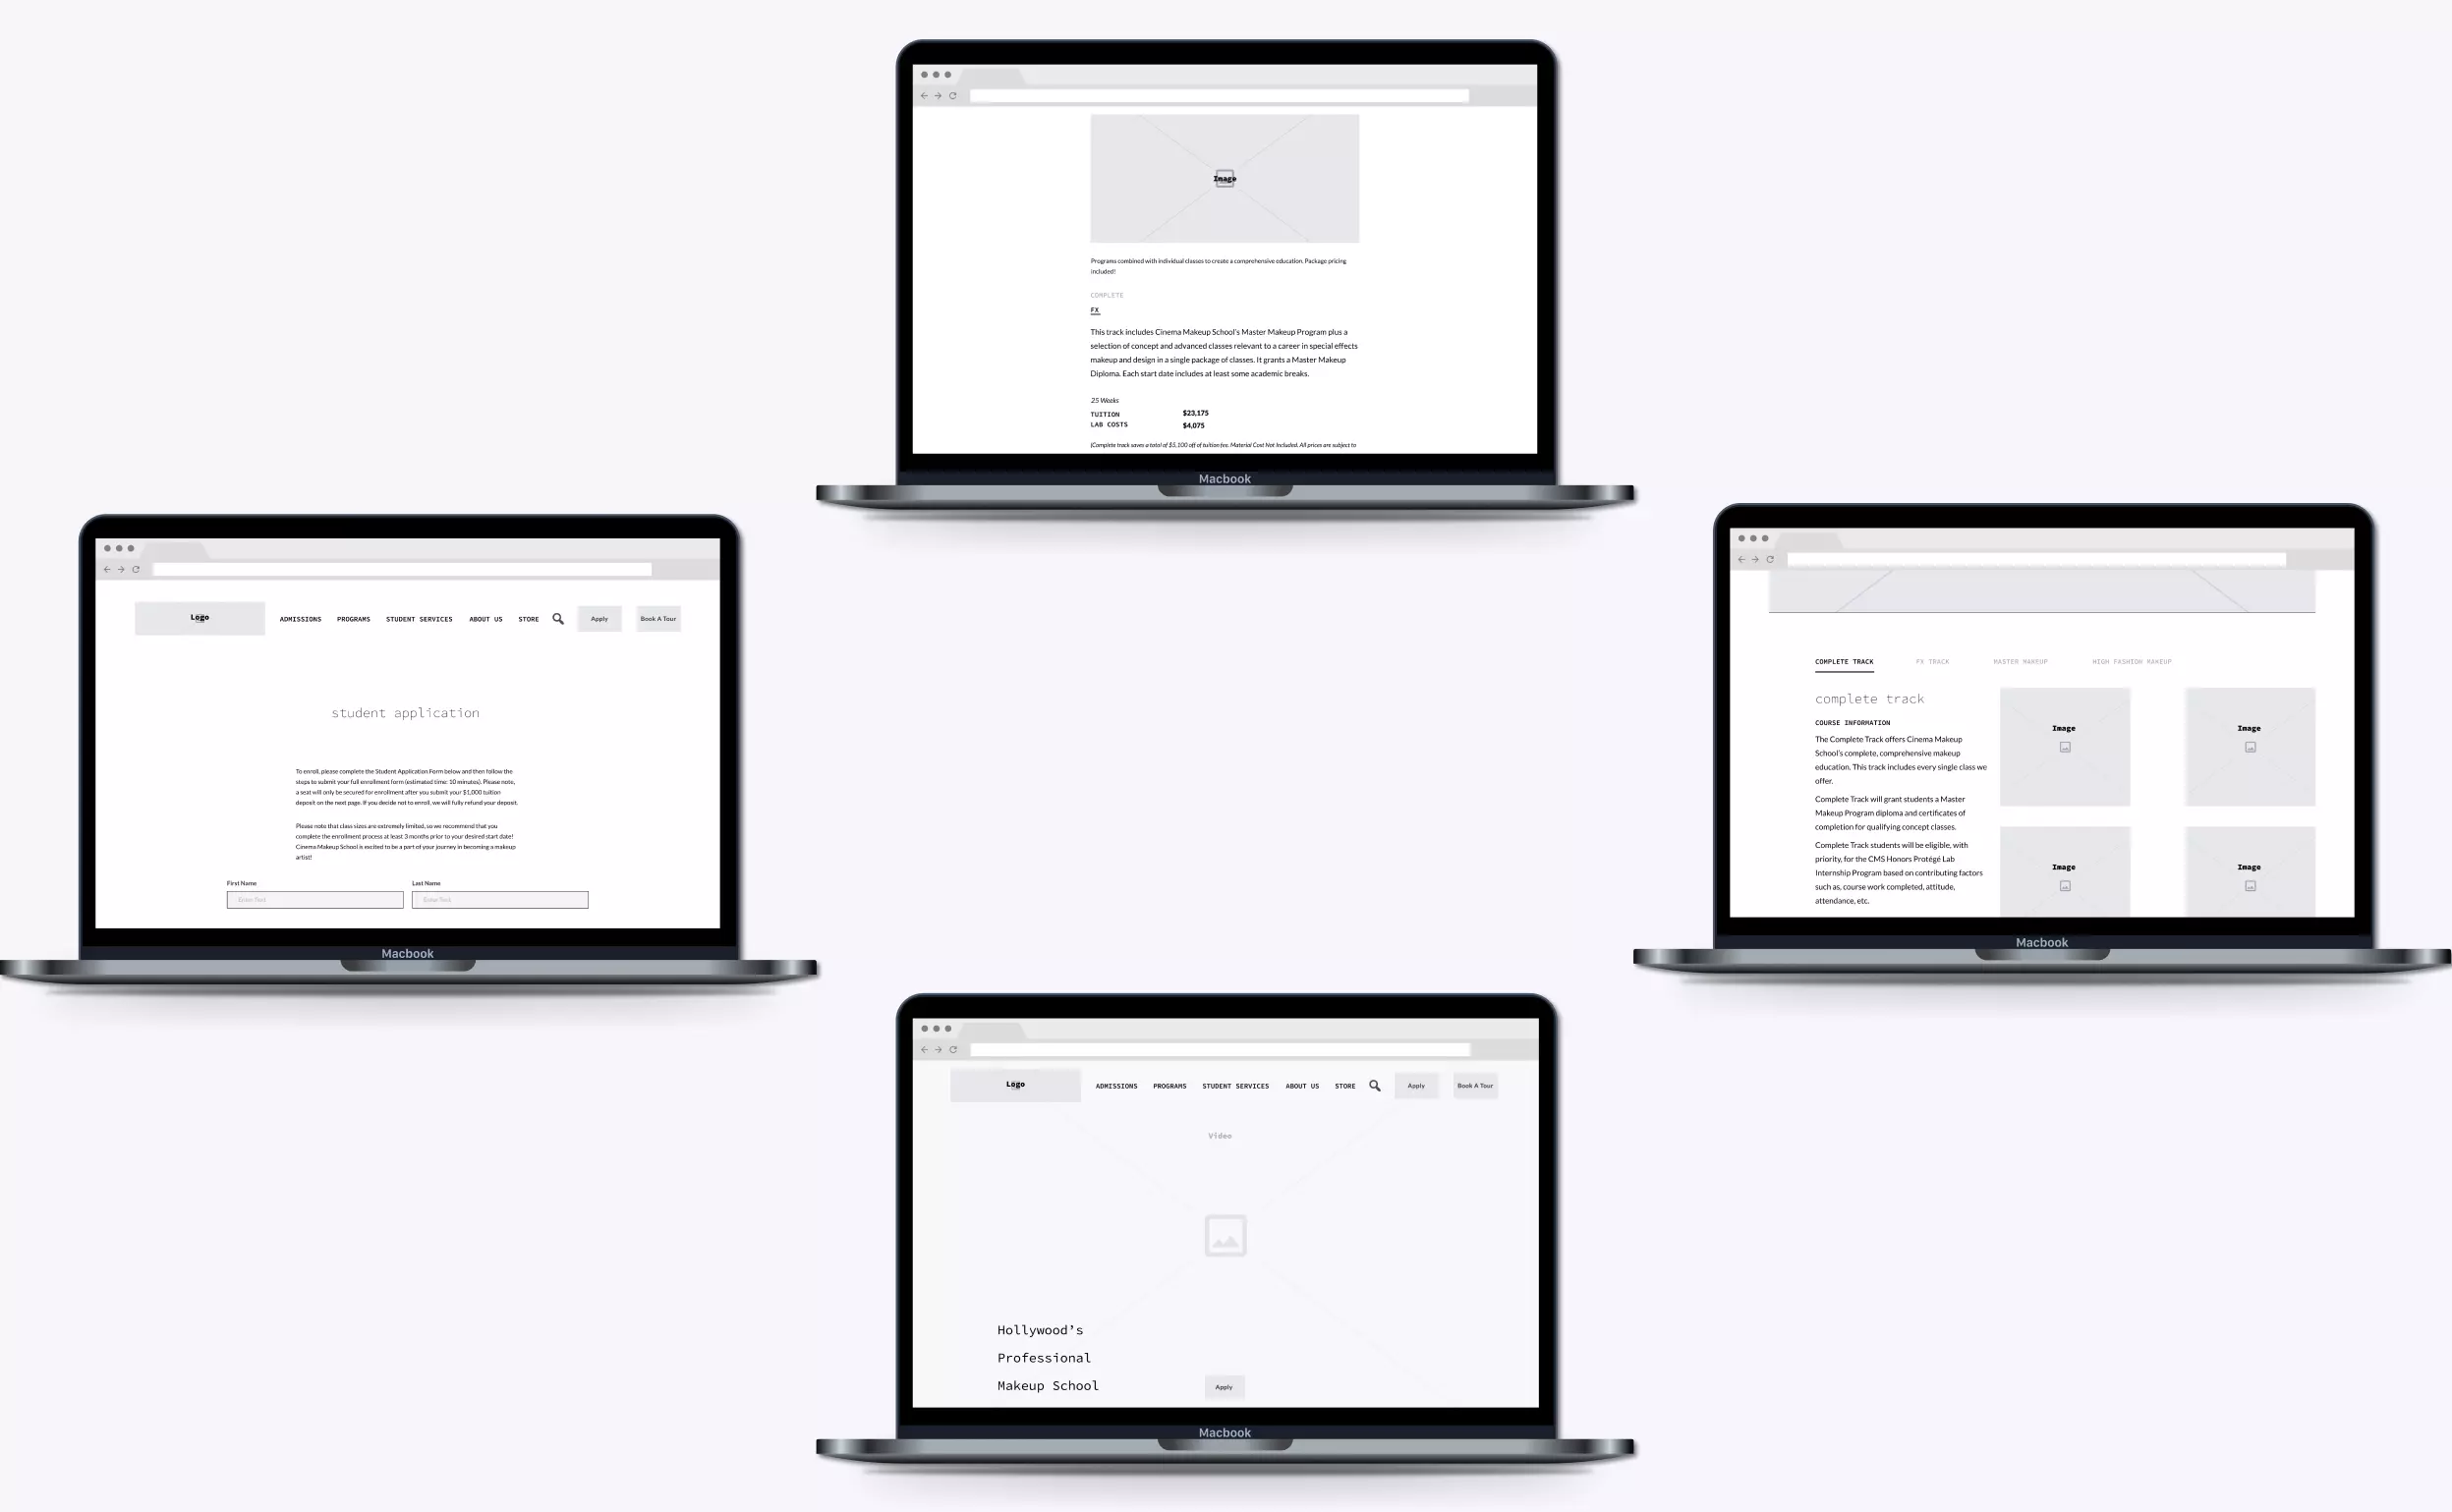 Image
Programs combined with individual classes to create a comprehensive education. Package pricing
included!
COMPLETE
FX
This track includes Cinema Makeup School's Master Makeup Program plus a
selection of concept and advanced classes relevant to a career in special effects
makeup and design in a single package of classes. It grants a Master Makeup
Diploma. Each start date includes at least some academic breaks.
25 Weeks
TUITION $23,175
LAB COSTS $4,075
(Complete track saves a total of $5,100 off of tuition fee. Material Cost Not Included. All prices are subject to
Macbook
Logo ADMISSIONS PROGRAMS STUDENT SERVICES ABOUT US STORE Apply Book A Tour
student application
To enroll, please complete the Student Application Form below and then follow the
steps to submit your full enrollment form (estimated time: 10 minutes). Please note,
a seat will only be secured for enrollment after you submit your $1,000 tuition
deposit on the next page. If you decide not to enroll, we will fully refund your deposit.
Please note that class sizes are extremely limited, so we recommend that you
complete the enrollment process at least 3 months prior to your desired start date!
Cinema Makeup School is excited to be a part of your journey in becoming a makeup
artist!
First Name Last Name
Enter Text Enter Text
Macbook
COMPLETE TRACK FX TRACK MASTER MAKEUP HIGH FASHION MAKEUP
complete track
COURSE INFORMATION
The Complete Track offers Cinema Makeup
School's complete, comprehensive makeup
education. This track includes every single class we
offer.
Complete Track will grant students a Master
Makeup Program diploma and certificates of
completion for qualifying concept classes.
Complete Track students will be eligible, with
priority, for the CMS Honors Protégé Lab
Internship Program based on contributing factors
such as, course work completed, attitude,
attendance, etc.
Image Image
Image Image
Macbook
Logo ADMISSIONS PROGRAMS STUDENT SERVICES ABOUT US STORE Apply Book A Tour
Video
Hollywood’s
Professional
Makeup School
Apply
Macbook